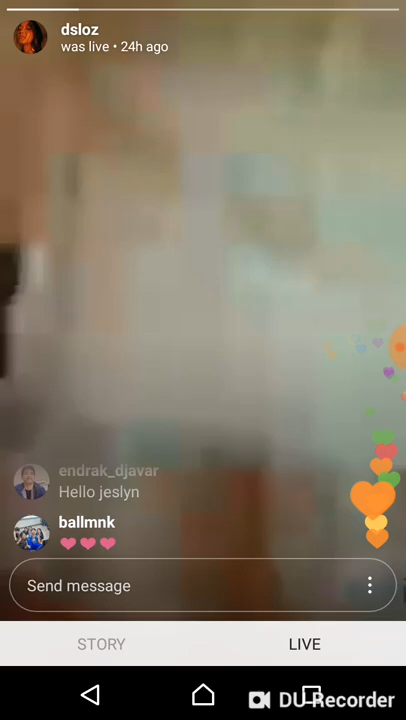 dsloz
was live • 24h ago
endrak_djavar
Hello jeslyn
ballmnk
Send message
STORY
LIVE
DU Recorder